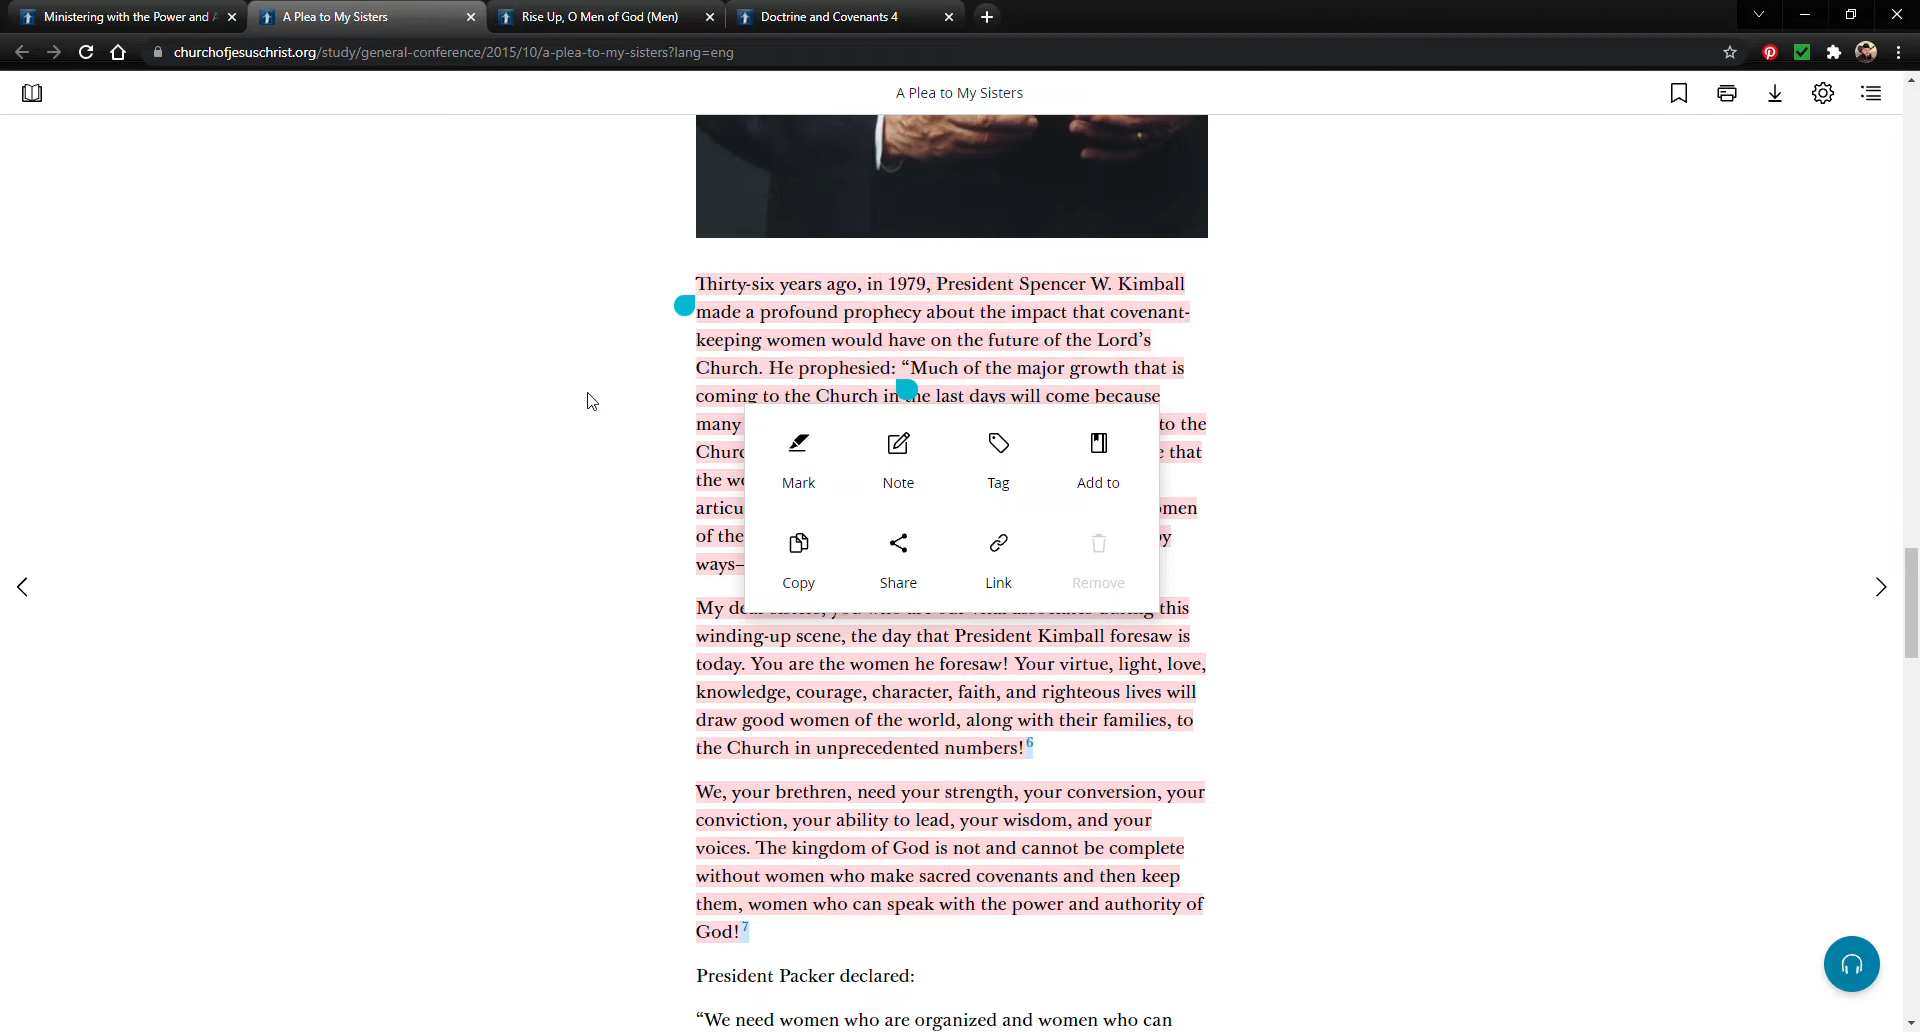 Ministering with the Power and A
A Plea to My Sisters
Rise Up, O Men of God (Men)
Doctrine and Covenants 4
churchofjesuschrist.org/study/general-conference/2015/10/a-plea-to-my-sisters?lang=eng
A Plea to My Sisters
Thirty-six years ago, in 1979, President Spencer W. Kimball
made a profound prophecy about the impact that covenant-
keeping women would have on the future of the Lord’s
Church. He prophesied: “Much of the major growth that is
coming to the Church in the last days will come because
many to the
Churc that
the wo
articu omen
of the
ways–
Mark
Note
Tag
Add to
Copy
Share
Link
Remove
My this
winding-up scene, the day that President Kimball foresaw is
today. You are the women he foresaw! Your virtue, light, love,
knowledge, courage, character, faith, and righteous lives will
draw good women of the world, along with their families, to
the Church in unprecedented numbers!6
We, your brethren, need your strength, your conversion, your
conviction, your ability to lead, your wisdom, and your
voices. The kingdom of God is not and cannot be complete
without women who make sacred covenants and then keep
them, women who can speak with the power and authority of
God!7
President Packer declared:
“We need women who are organized and women who can